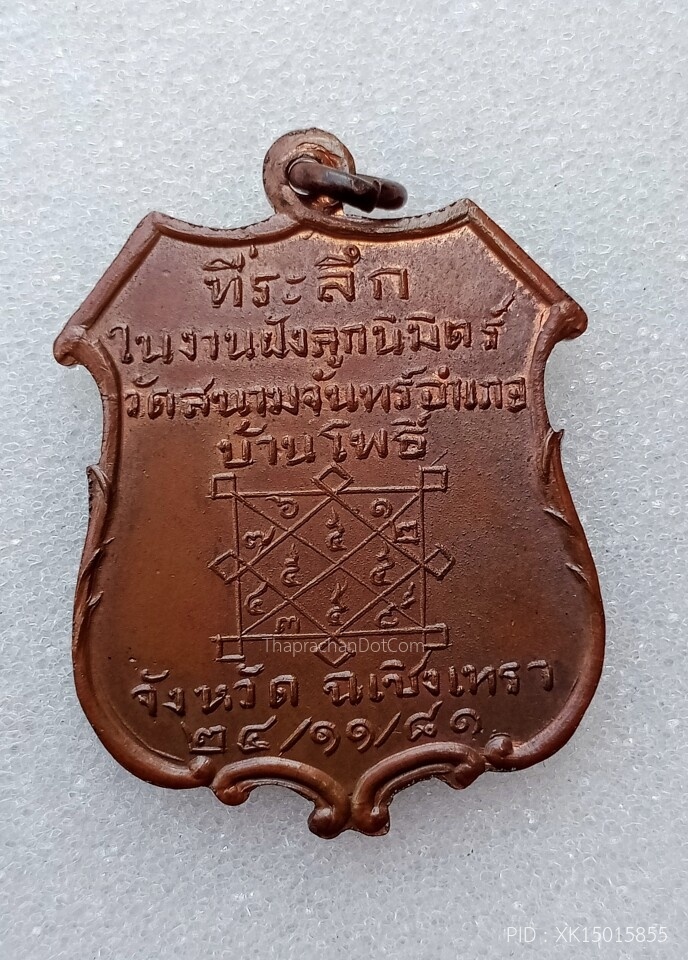 ที่ระลึก
ในงานฝังลูกนิมิตร์
วัดสนามจันทร์อำเภอ
บ้านโพธิ์
๖ ๑
๗ ๕ ๒
๕ ๕
๔ ๕
๓
ThaprachanDotCom
จังหวัด ฉเชิงเทรา
๒๔/๑๑/๘๑
PID : XK15015855